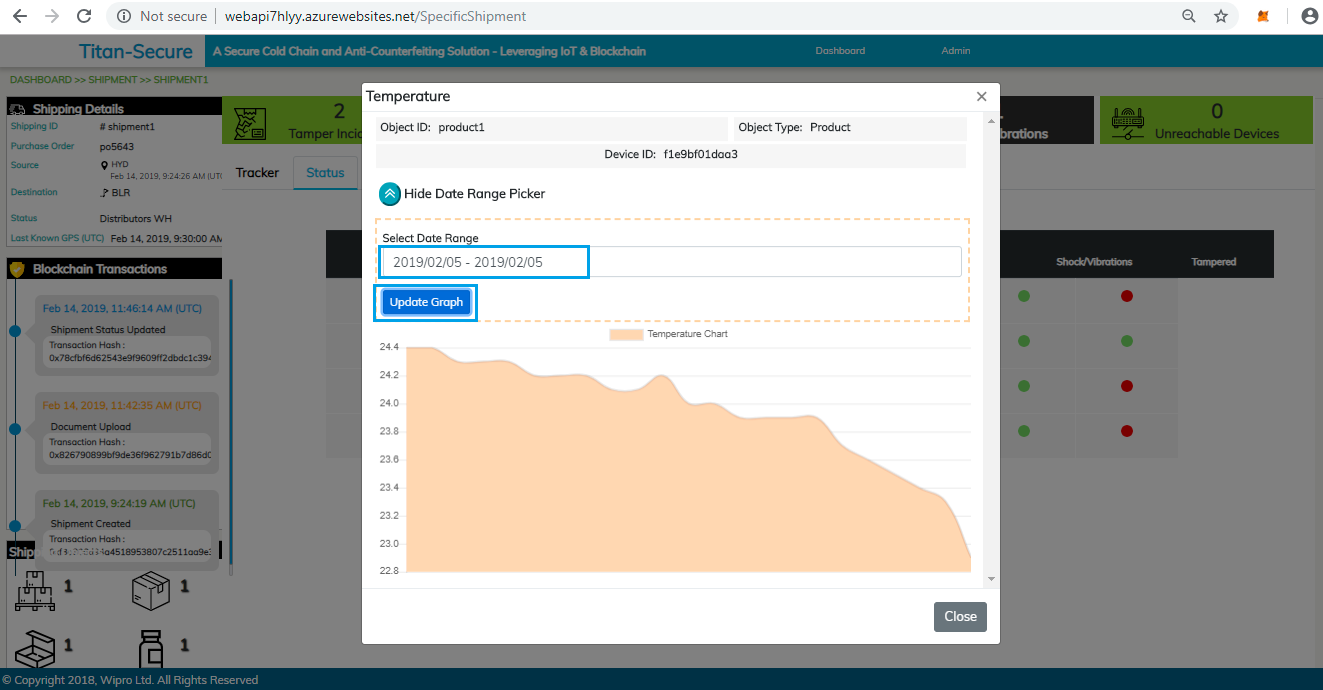 Not secure | webapi7hlyy.azurewebsites.net/SpecificShipment
Titan-Secure
A Secure Cold Chain and Anti-Counterfeiting Solution - Leveraging IoT & Blockchain
Dashboard
Admin
DASHBOARD >> SHIPMENT >> SHIPMENT1
Shipping Details
Shipping ID # shipment1
Purchase Order po5643
Source HYD
Feb 14, 2019, 9:24:26 AM (UTC
Destination BLR
Status Distributors WH
Last Known GPS (UTC) Feb 14, 2019, 9:30:00 AM
Blockchain Transactions
Feb 14, 2019, 11:46:14 AM (UTC)
Shipment Status Updated
Transaction Hash :
0x78cfbf6d62543e9f9609ff2dbdc1c394
Feb 14, 2019, 11:42:35 AM (UTC)
Document Upload
Transaction Hash :
0x826790899bf9de36f962791b7d86d0
Feb 14, 2019, 9:24:19 AM (UTC)
Shipment Created
Transaction Hash :
Shipp
1
1
1
1
2
Tamper Incid
Tracker
Status
brations
0
Unreachable Devices
Shock/Vibrations
Tampered
Temperature
×
Object ID: product1
Object Type: Product
Device ID: f1e9bf01daa3
Hide Date Range Picker
Select Date Range
2019/02/05 - 2019/02/05
Update Graph
Temperature Chart
24.4
24.2
24.0
23.8
23.6
23.4
23.2
23.0
22.8
Close
© Copyright 2018, Wipro Ltd. All Rights Reserved